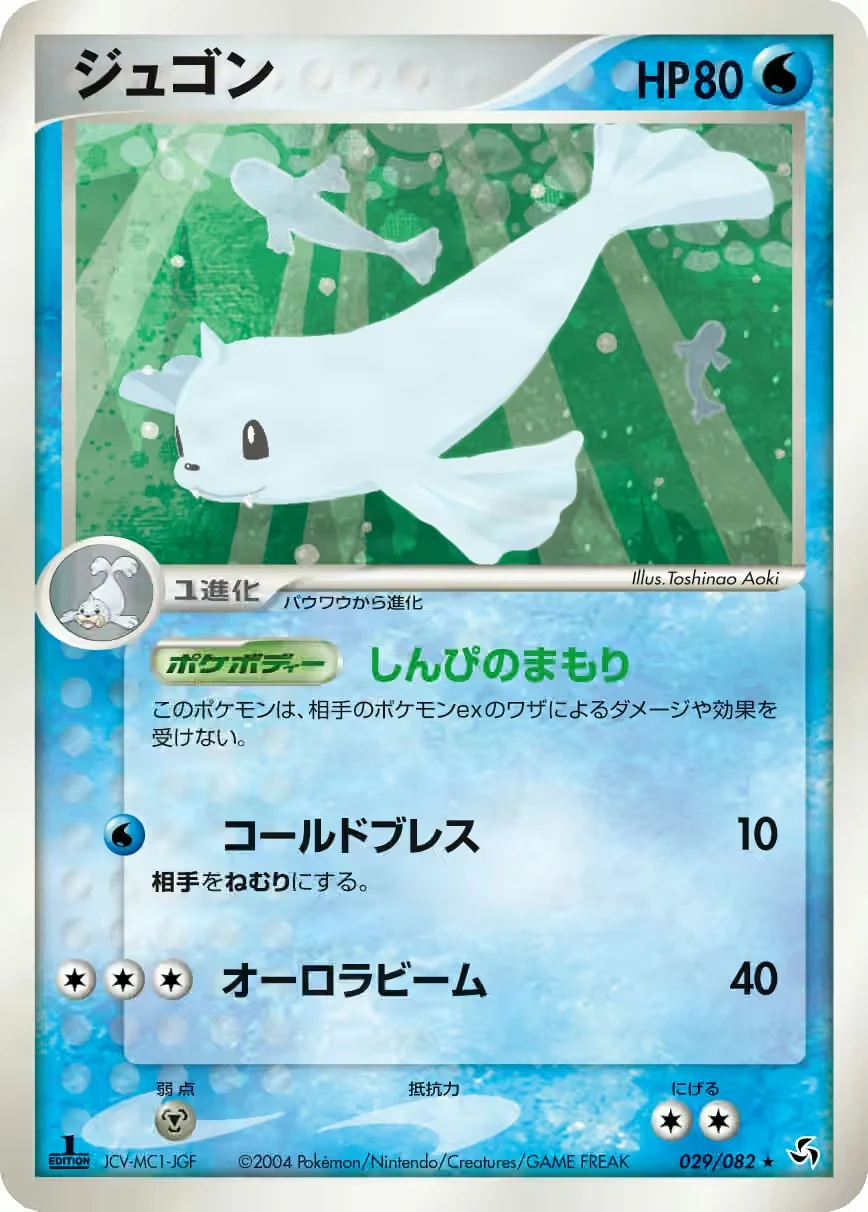 ジュゴン
HP80
Illus.Toshinao Aoki
1進化
パウワウから進化
ポケボディー しんぴのまもり
このポケモンは、相手のポケモンexのワザによるダメージや効果を
受けない。
コールドブレス 10
相手をねむりにする。
オーロラビーム 40
弱点 抵抗力 にげる
1 EDITION JCV-MC1-JGF ©2004 Pokémon/Nintendo/Creatures/GAME FREAK 029/082 ★